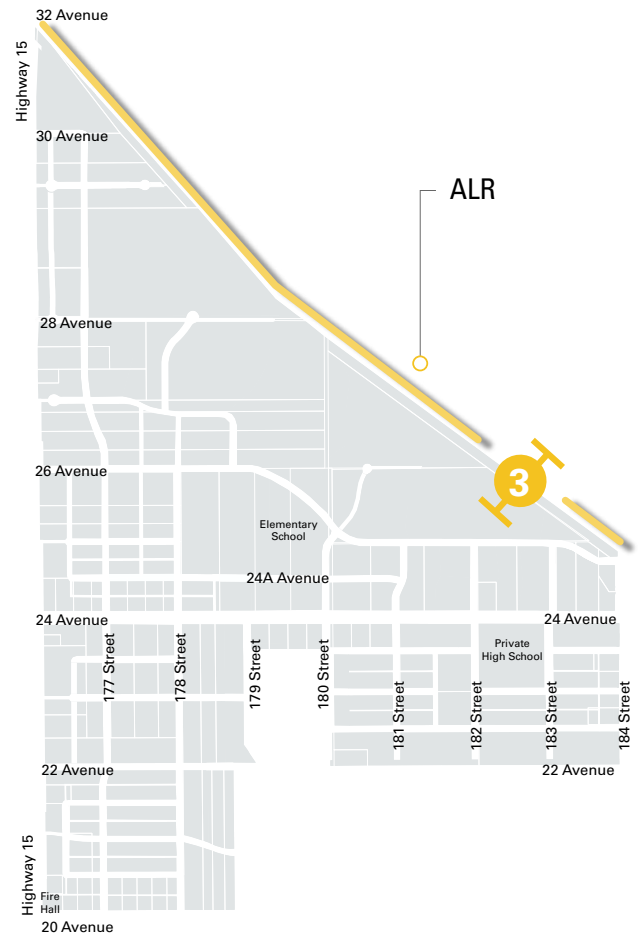 32 Avenue
Highway 15
30 Avenue
ALR
28 Avenue
26 Avenue
3
Elementary
School
24A Avenue
24 Avenue
24 Avenue
177 Street
178 Street
179 Street
180 Street
Private
High School
181 Street
182 Street
183 Street
184 Street
22 Avenue
22 Avenue
Highway 15
Fire
Hall
20 Avenue